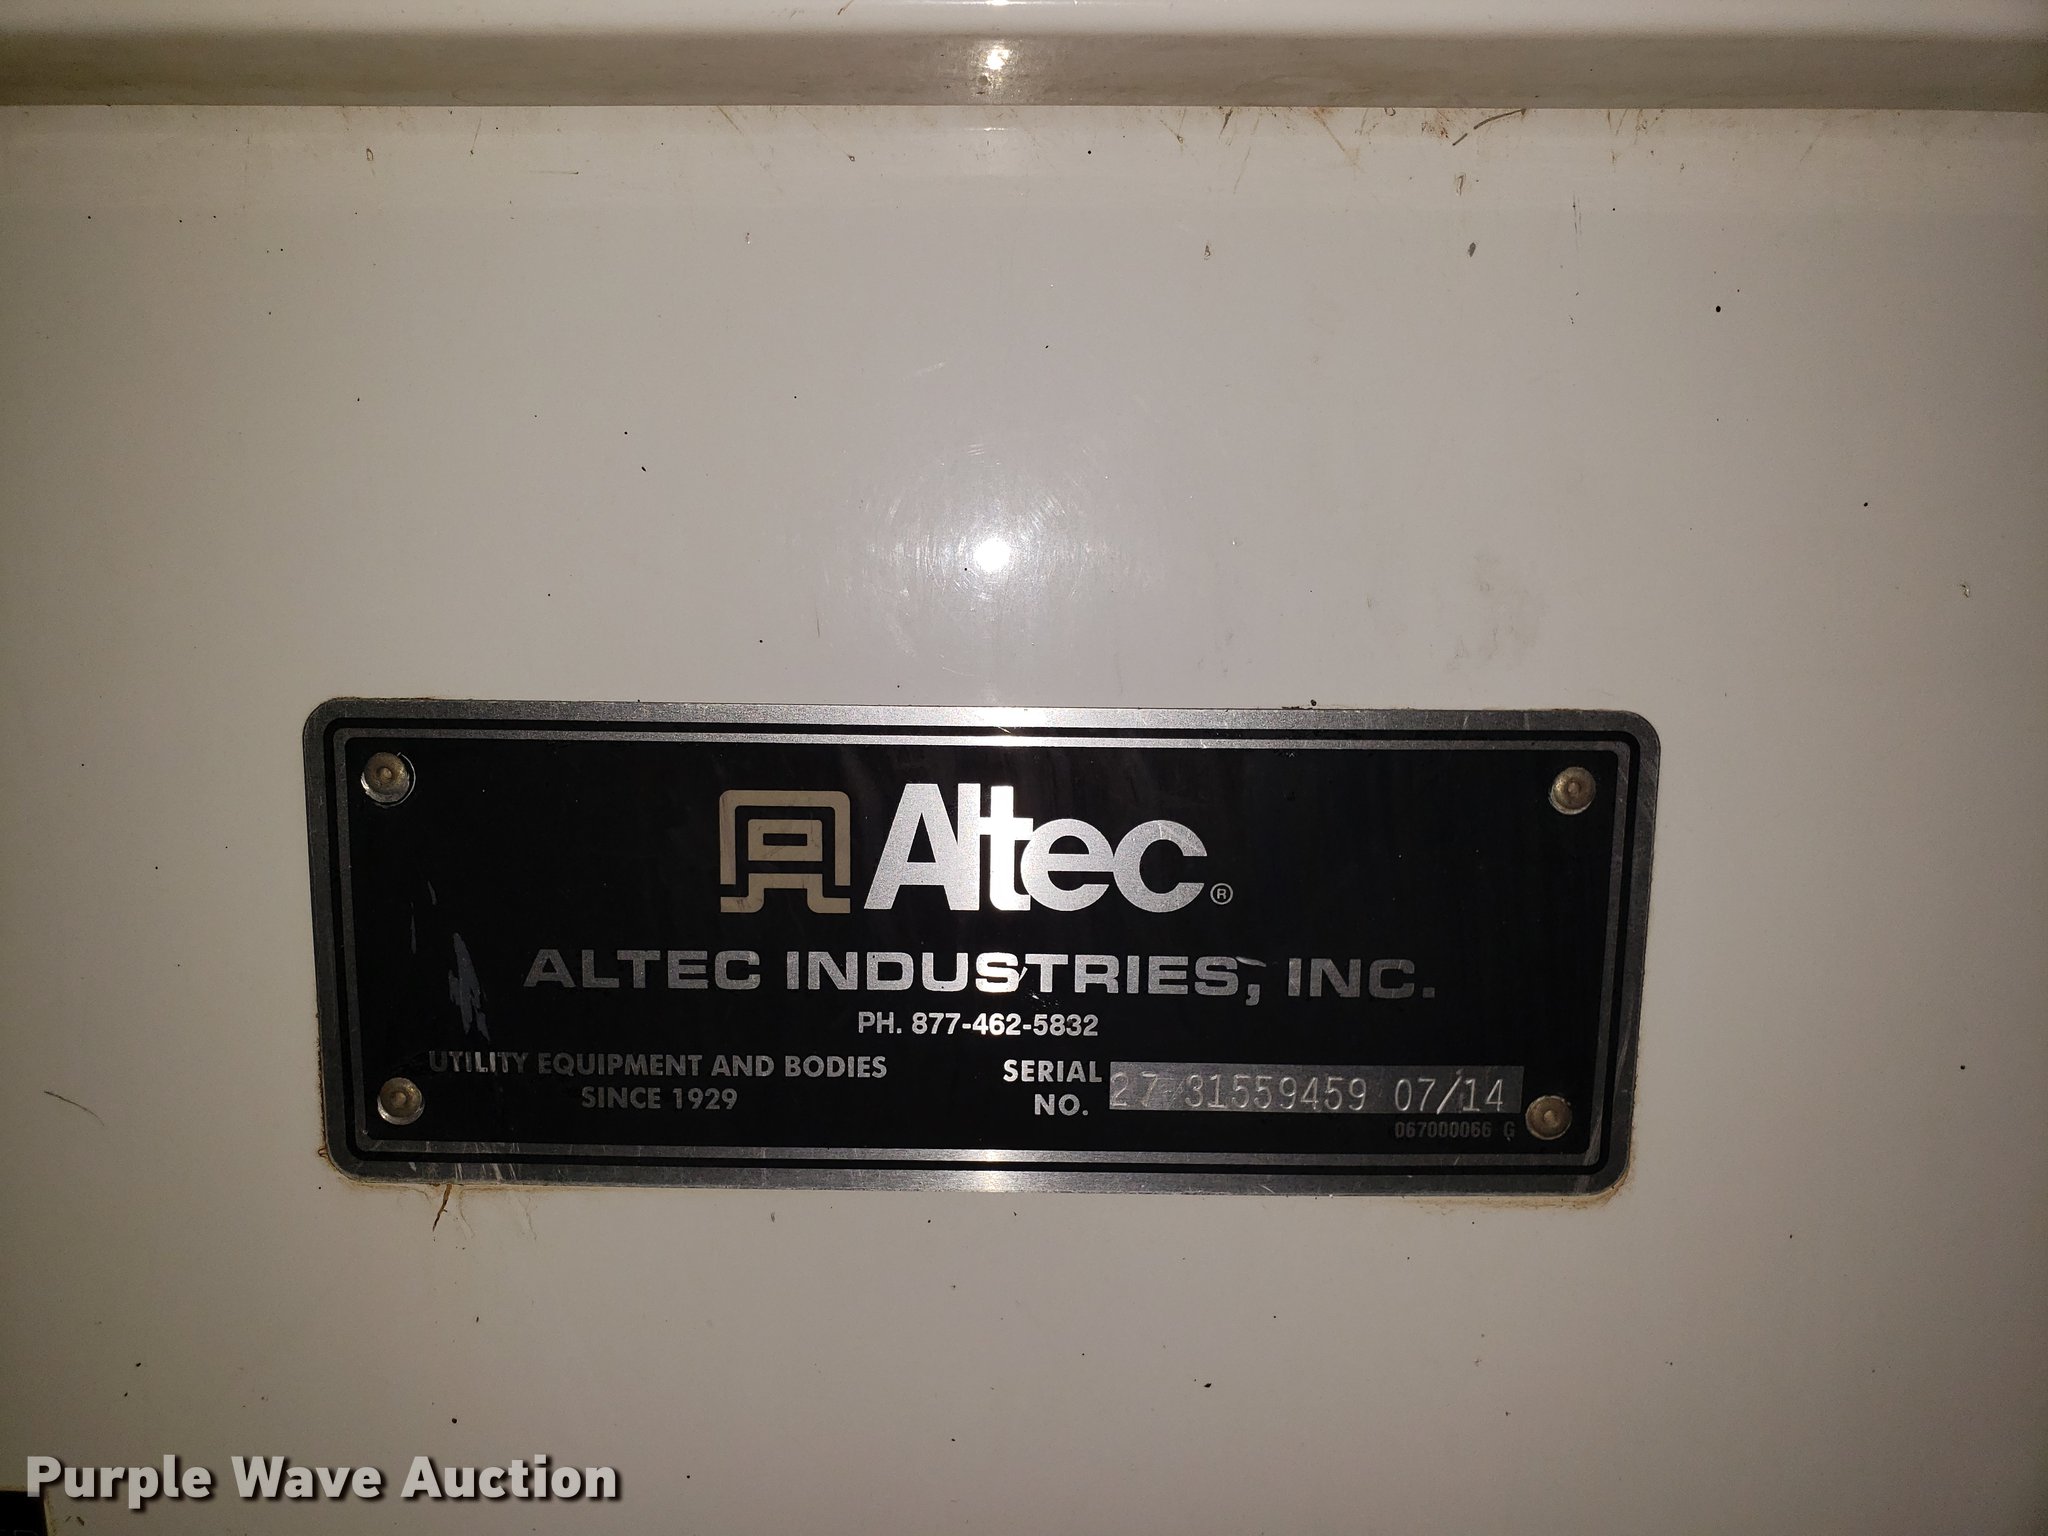 Altec®
ALTEC INDUSTRIES, INC.
PH. 877-462-5832
UTILITY EQUIPMENT AND BODIES
SINCE 1929
SERIAL NO. 27 31559459 07/14
067000066 G
Purple Wave Auction